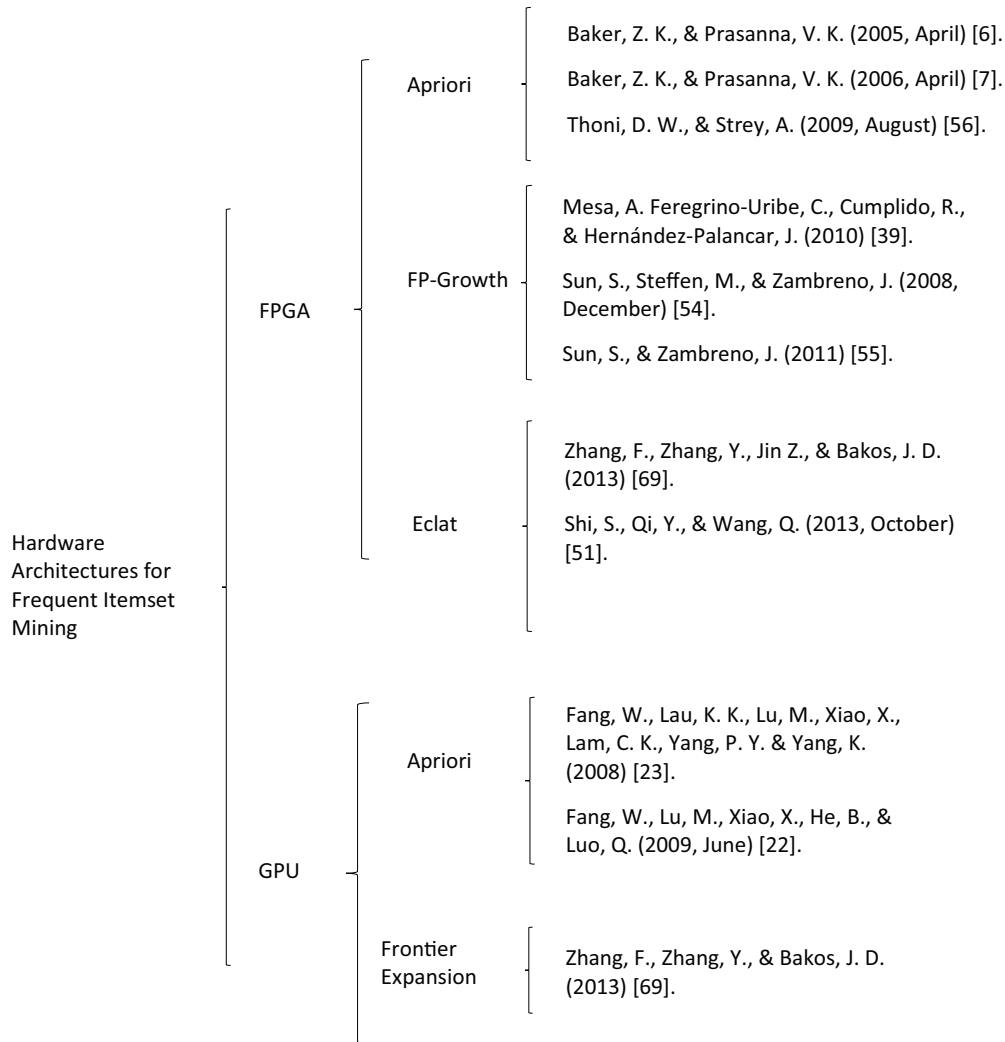 Hardware
Architectures for
Frequent Itemset
Mining
FPGA
Apriori
Baker, Z. K., & Prasanna, V. K. (2005, April) [6].
Baker, Z. K., & Prasanna, V. K. (2006, April) [7].
Thoni, D. W., & Strey, A. (2009, August) [56].
FP-Growth
Mesa, A. Feregrino-Uribe, C., Cumplido, R.,
& Hernández-Palancar, J. (2010) [39].
Sun, S., Steffen, M., & Zambreno, J. (2008,
December) [54].
Sun, S., & Zambreno, J. (2011) [55].
Eclat
Zhang, F., Zhang, Y., Jin Z., & Bakos, J. D.
(2013) [69].
Shi, S., Qi, Y., & Wang, Q. (2013, October)
[51].
GPU
Apriori
Fang, W., Lau, K. K., Lu, M., Xiao, X.,
Lam, C. K., Yang, P. Y. & Yang, K.
(2008) [23].
Fang, W., Lu, M., Xiao, X., He, B., &
Luo, Q. (2009, June) [22].
Frontier
Expansion
Zhang, F., Zhang, Y., & Bakos, J. D.
(2013) [69].